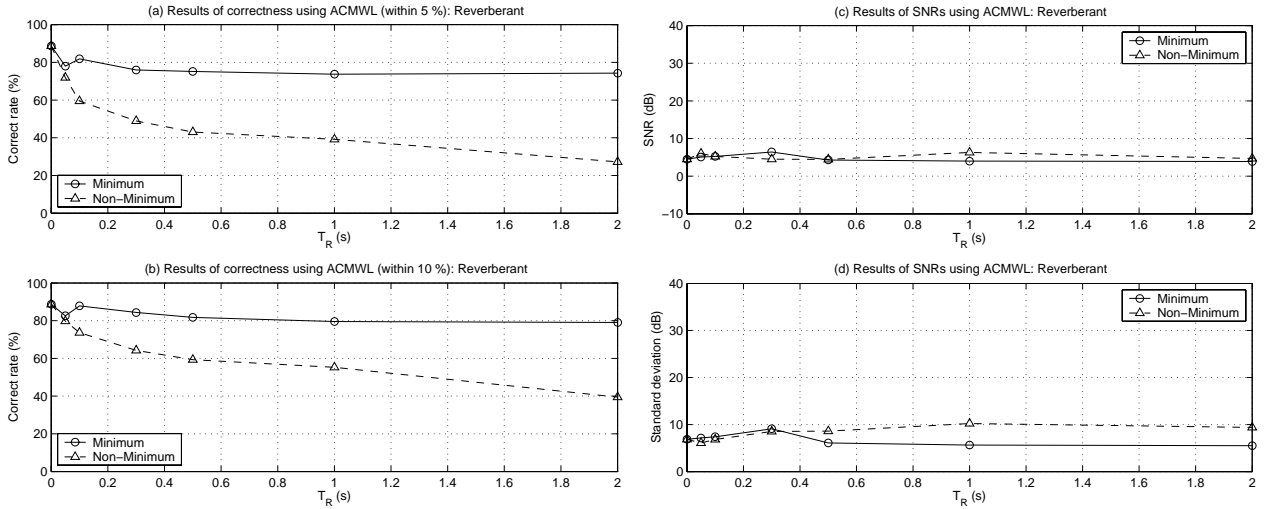 (a) Results of correctness using ACMWL (within 5 %): Reverberant
100
80
60
40
20
0
Correct rate (%)
Minimum
Non−Minimum
0 0.2 0.4 0.6 0.8 1 1.2 1.4 1.6 1.8 2
T_R (s)
(b) Results of correctness using ACMWL (within 10 %): Reverberant
100
80
60
40
20
0
Correct rate (%)
Minimum
Non−Minimum
0 0.2 0.4 0.6 0.8 1 1.2 1.4 1.6 1.8 2
T_R (s)
(c) Results of SNRs using ACMWL: Reverberant
40
30
20
10
0
−10
SNR (dB)
Minimum
Non−Minimum
0 0.2 0.4 0.6 0.8 1 1.2 1.4 1.6 1.8 2
T_R (s)
(d) Results of SNRs using ACMWL: Reverberant
40
30
20
10
0
Standard deviation (dB)
Minimum
Non−Minimum
0 0.2 0.4 0.6 0.8 1 1.2 1.4 1.6 1.8 2
T_R (s)